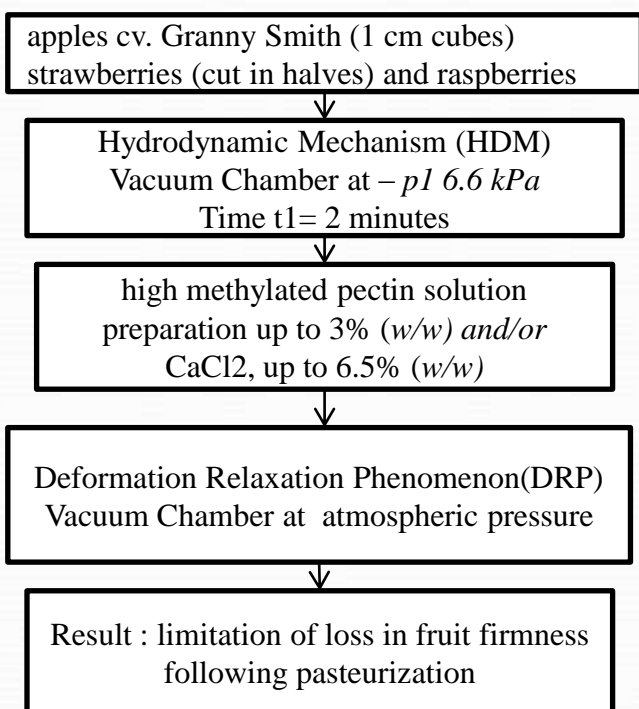 apples cv. Granny Smith (1 cm cubes)
strawberries (cut in halves) and raspberries
Hydrodynamic Mechanism (HDM)
Vacuum Chamber at – p1 6.6 kPa
Time t1= 2 minutes
high methylated pectin solution
preparation up to 3% (w/w) and/or
CaCl2, up to 6.5% (w/w)
Deformation Relaxation Phenomenon(DRP)
Vacuum Chamber at atmospheric pressure
Result : limitation of loss in fruit firmness
following pasteurization